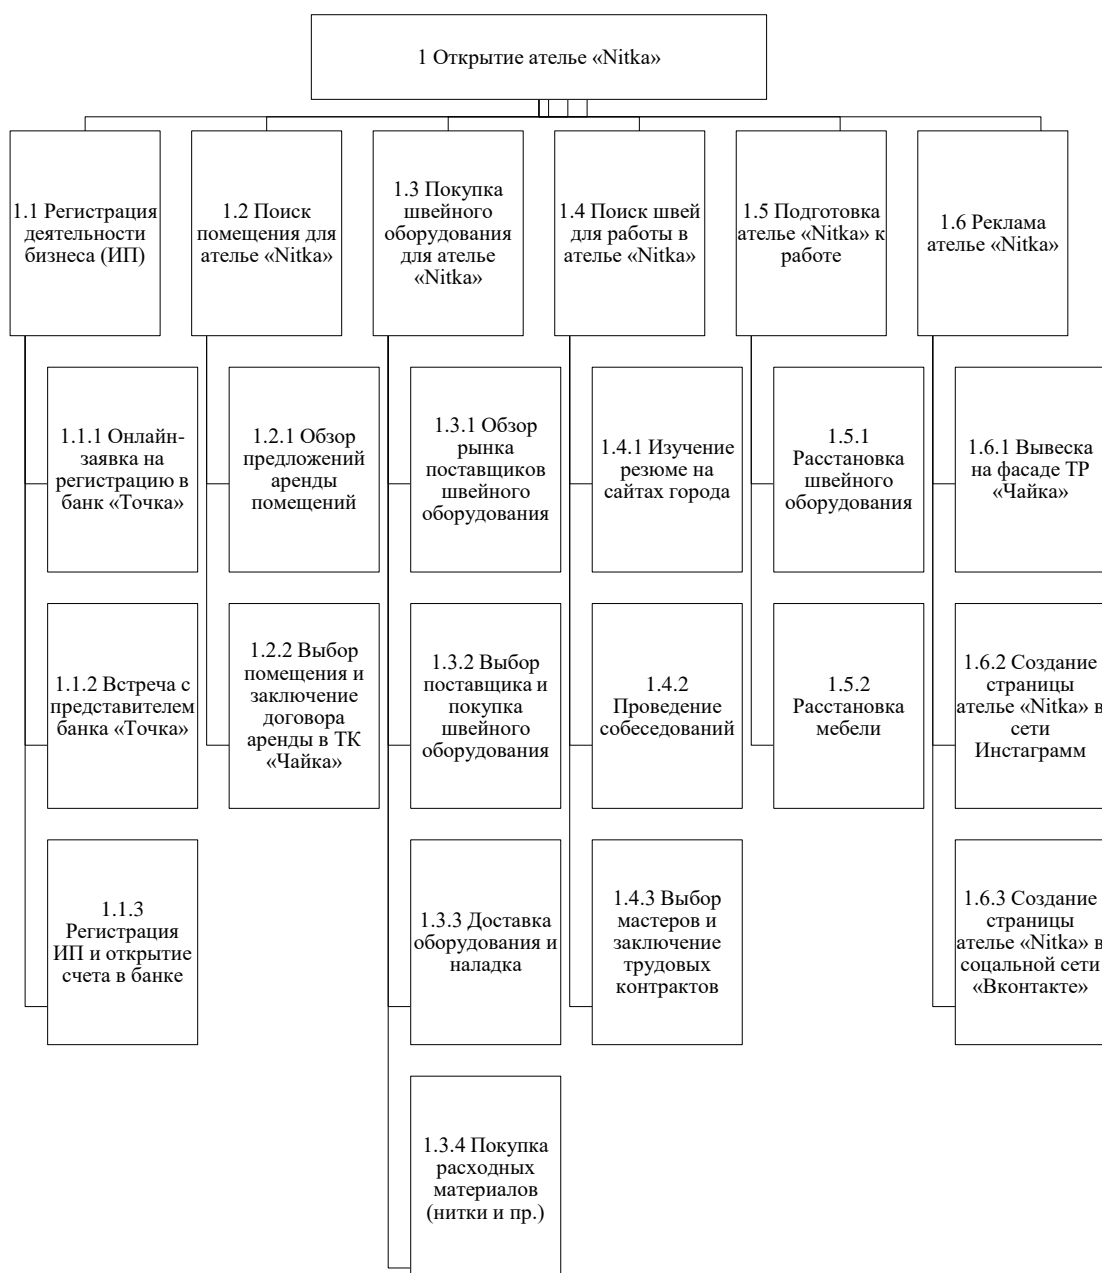 1 Открытие ателье «Nitka»
1.1 Регистрация
деятельности
бизнеса (ИП)
1.2 Поиск
помещения для
ателье «Nitka»
1.3 Покупка
швейного
оборудования
для ателье
«Nitka»
1.4 Поиск швей
для работы в
ателье «Nitka»
1.5 Подготовка
ателье «Nitka» к
работе
1.6 Реклама
ателье «Nitka»
1.1.1 Онлайн-
заявка на
регистрацию в
банк «Точка»
1.2.1 Обзор
предложений
аренды
помещений
1.3.1 Обзор
рынка
поставщиков
швейного
оборудования
1.4.1 Изучение
резюме на
сайтах города
1.5.1
Расстановка
швейного
оборудования
1.6.1 Вывеска
на фасаде ТР
«Чайка»
1.1.2 Встреча с
представителем
банка «Точка»
1.2.2 Выбор
помещения и
заключение
договора
аренды в ТК
«Чайка»
1.3.2 Выбор
поставщика и
покупка
швейного
оборудования
1.4.2
Проведение
собеседований
1.5.2
Расстановка
мебели
1.6.2 Создание
страницы
ателье «Nitka» в
сети
Инстаграмм
1.1.3
Регистрация
ИП и открытие
счета в банке
1.3.3 Доставка
оборудования и
наладка
1.4.3 Выбор
мастеров и
заключение
трудовых
контрактов
1.6.3 Создание
страницы
ателье «Nitka» в
соцальной сети
«Вконтакте»
1.3.4 Покупка
расходных
материалов
(нитки и пр.)